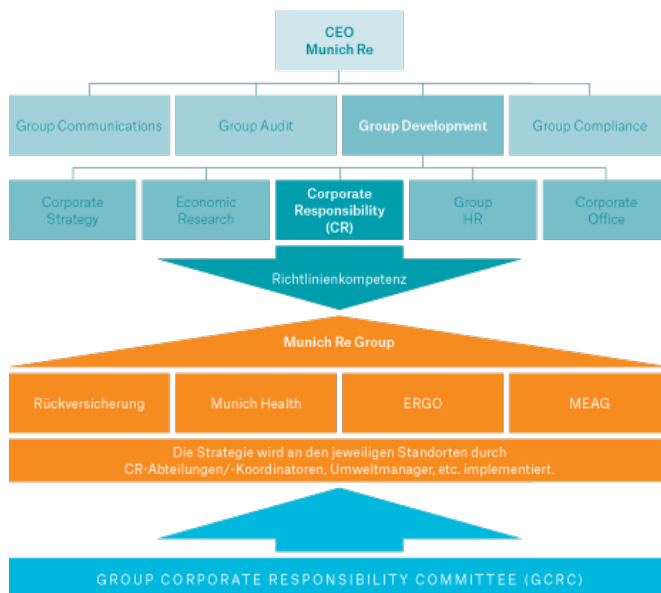 CEO
Munich Re
Group Communications
Group Audit
Group Development
Group Compliance
Corporate
Strategy
Economic
Research
Corporate
Responsibility
(CR)
Group
HR
Corporate
Office
Richtlinienkompetenz
Munich Re Group
Rückversicherung
Munich Health
ERGO
MEAG
Die Strategie wird an den jeweiligen Standorten durch
CR-Abteilungen/-Koordinatoren, Umweltmanager, etc. implementiert.
GROUP CORPORATE RESPONSIBILITY COMMITTEE (GCRC)